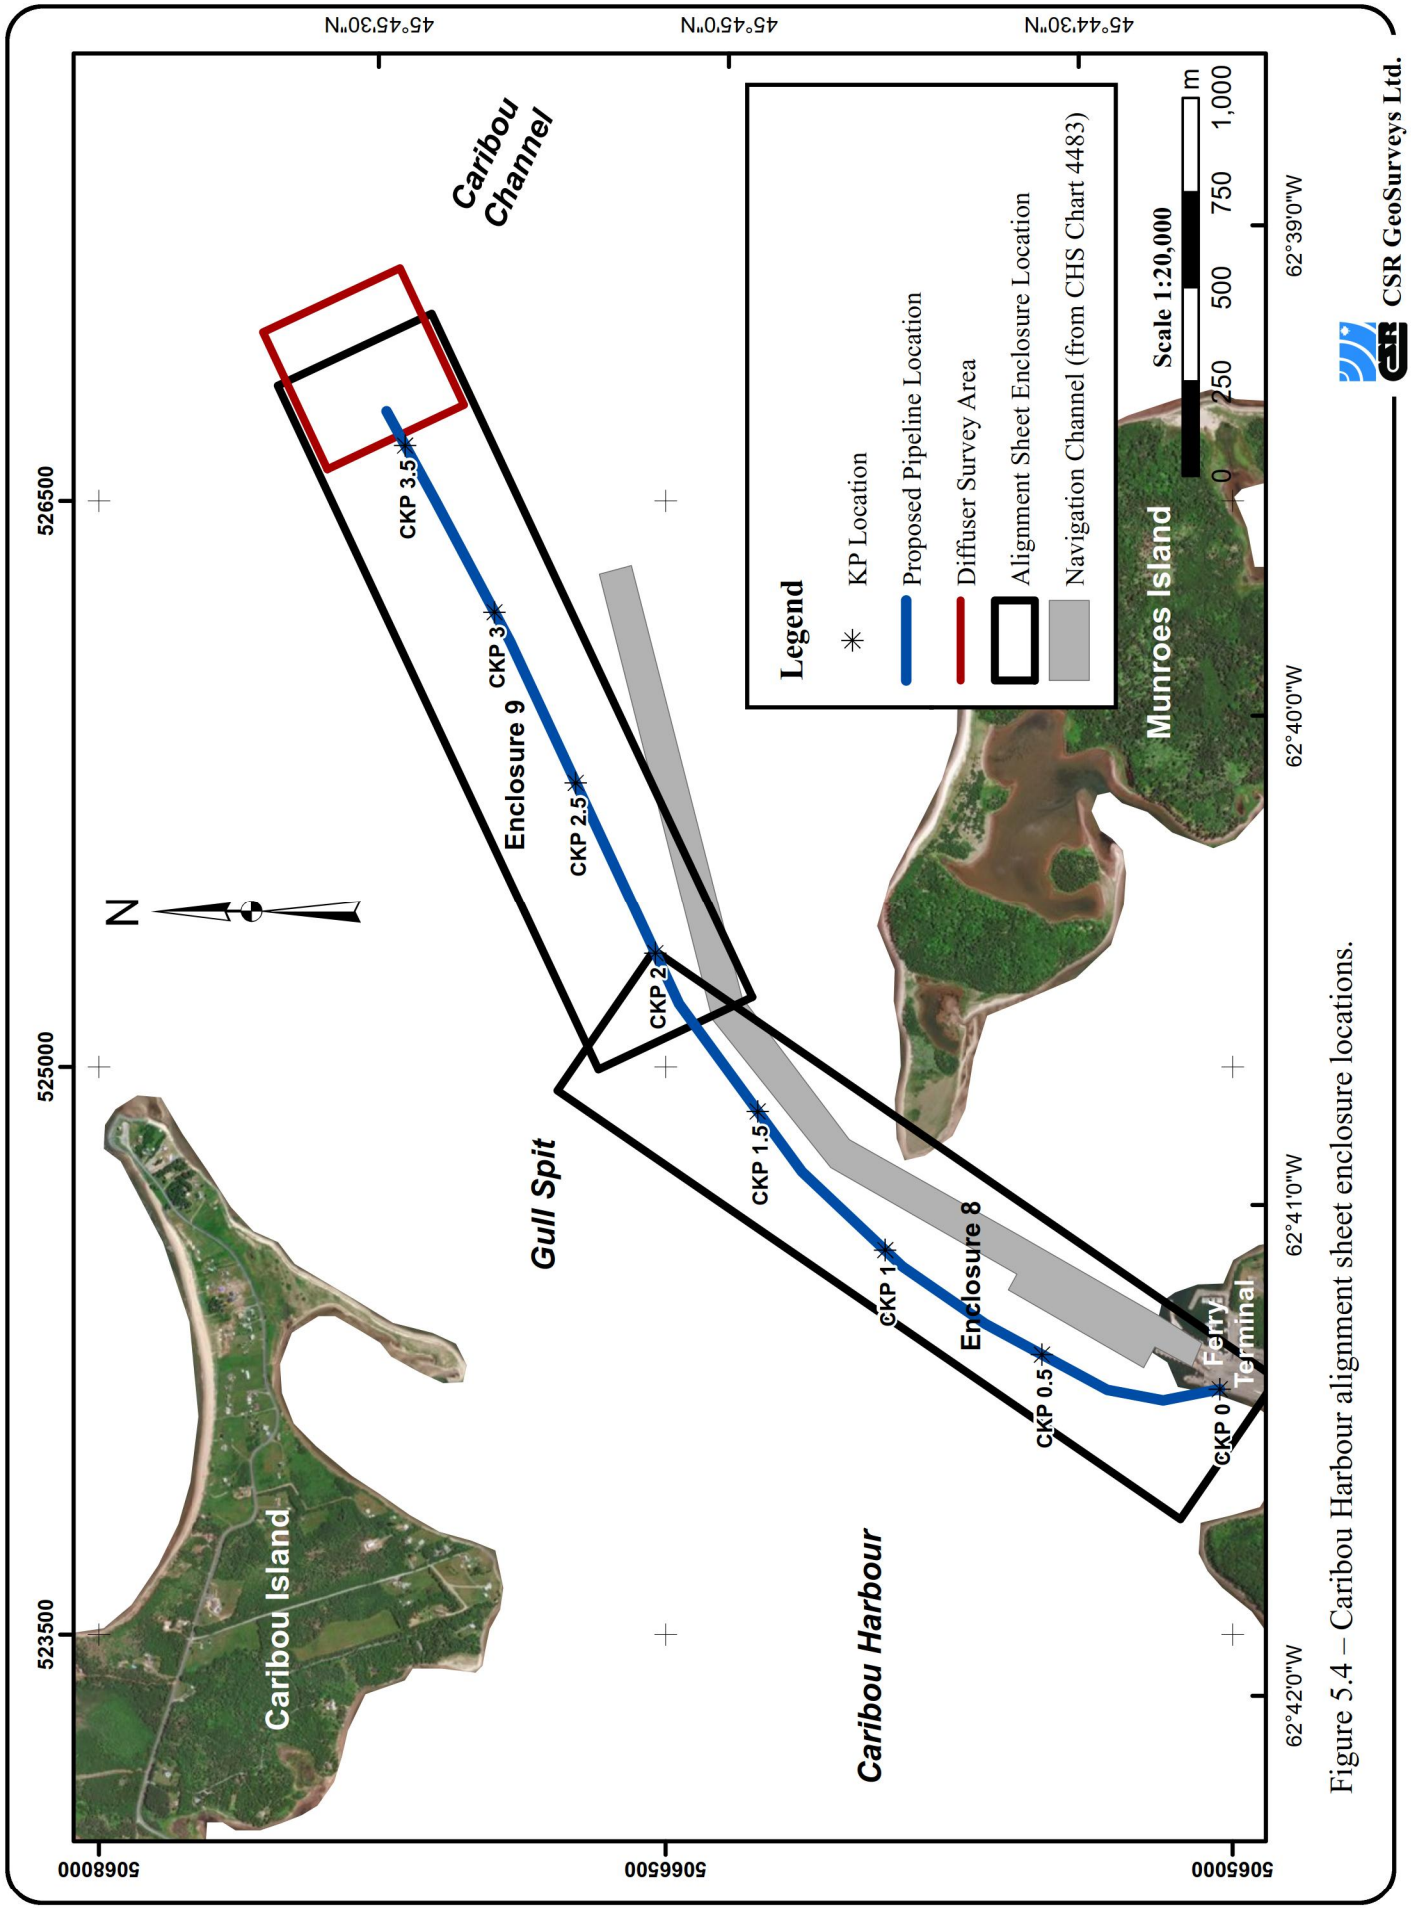 523500
525000
526500
5068000
5066500
5065000
45°45'30"N
45°45'0"N
45°44'30"N
N
Caribou
Channel
Caribou Island
Gull Spit
Caribou Harbour
Munroes Island
Ferry
Terminal
Enclosure 9
Enclosure 8
CKP 0
CKP 0.5
CKP 1
CKP 1.5
CKP 2
CKP 2.5
CKP 3
CKP 3.5
Legend
KP Location
Proposed Pipeline Location
Diffuser Survey Area
Alignment Sheet Enclosure Location
Navigation Channel (from CHS Chart 4483)
Scale 1:20,000
m
0 250 500 750 1,000
62°42'0"W
62°41'0"W
62°40'0"W
62°39'0"W
Figure 5.4 – Caribou Harbour alignment sheet enclosure locations.
CSR
CSR GeoSurveys Ltd.